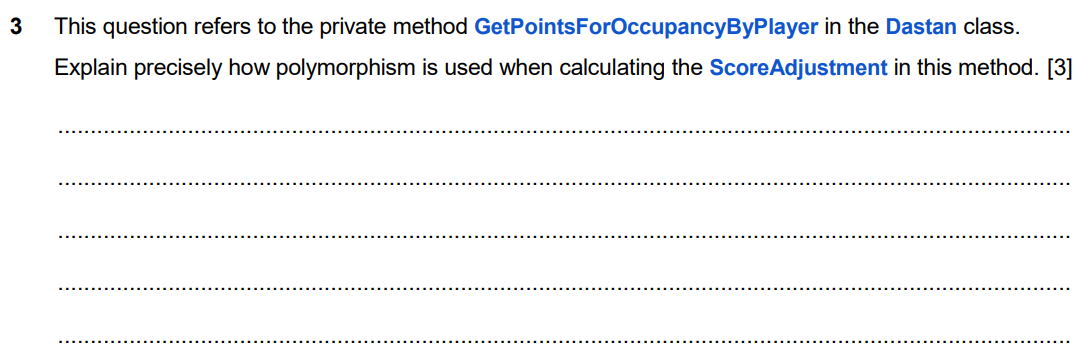 3 This question refers to the private method GetPointsForOccupancyByPlayer in the Dastan class.
Explain precisely how polymorphism is used when calculating the ScoreAdjustment in this method. [3]